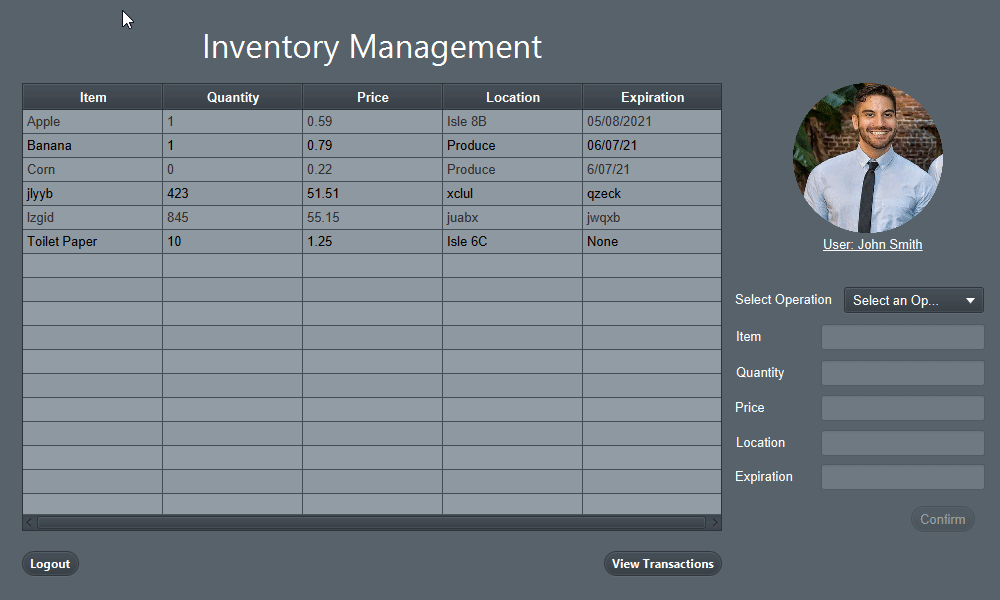 Inventory Management
Item Quantity Price Location Expiration
Apple 1 0.59 Isle 8B 05/08/2021
Banana 1 0.79 Produce 06/07/21
Corn 0 0.22 Produce 6/07/21
jlyyb 423 51.51 xclul qzeck
lzgid 845 55.15 juabx jwqxb
Toilet Paper 10 1.25 Isle 6C None
User: John Smith
Select Operation Select an Op...
Item
Quantity
Price
Location
Expiration
Confirm
Logout View Transactions